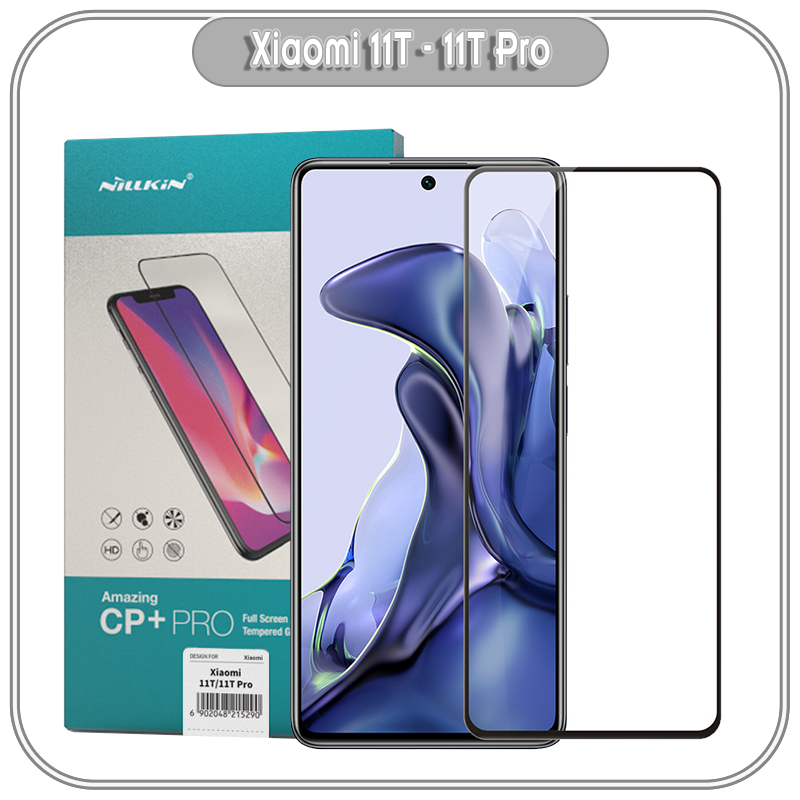 Xiaomi 11T - 11T Pro
NILLKIN®
HD
Amazing
CP+ PRO
Full Screen
Tempered G
DESIGN FOR Xiaomi
Xiaomi
11T/11T Pro
6 902048 215290